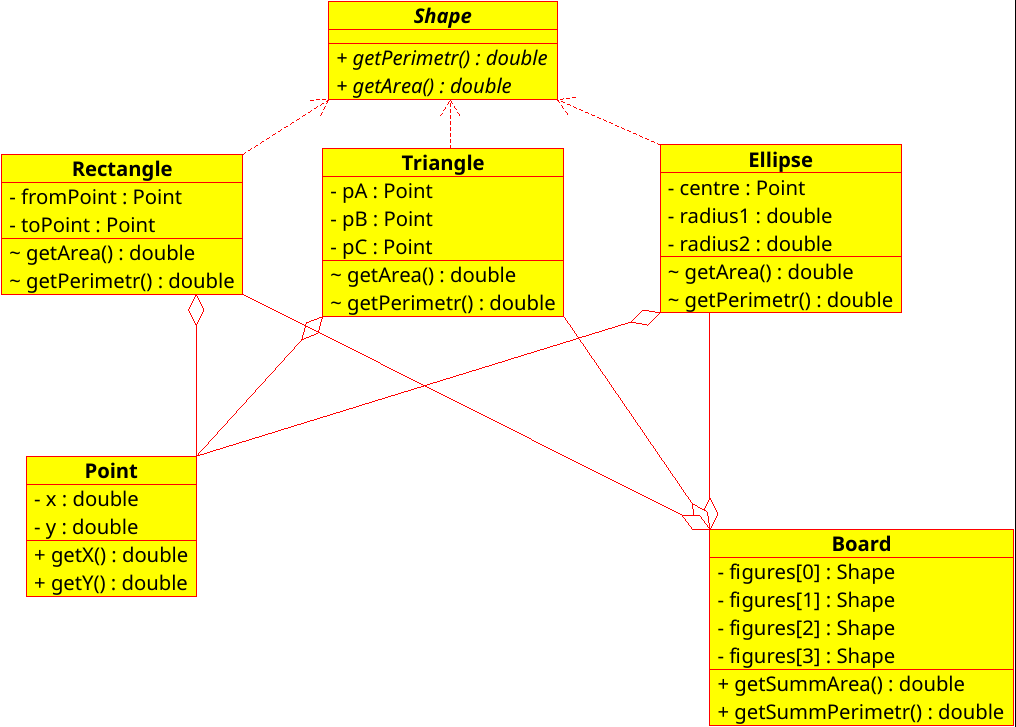 Shape
+ getPerimetr() : double
+ getArea() : double
Rectangle
- fromPoint : Point
- toPoint : Point
~ getArea() : double
~ getPerimetr() : double
Triangle
- pA : Point
- pB : Point
- pC : Point
~ getArea() : double
~ getPerimetr() : double
Ellipse
- centre : Point
- radius1 : double
- radius2 : double
~ getArea() : double
~ getPerimetr() : double
Point
- x : double
- y : double
+ getX() : double
+ getY() : double
Board
- figures[0] : Shape
- figures[1] : Shape
- figures[2] : Shape
- figures[3] : Shape
+ getSummArea() : double
+ getSummPerimetr() : double